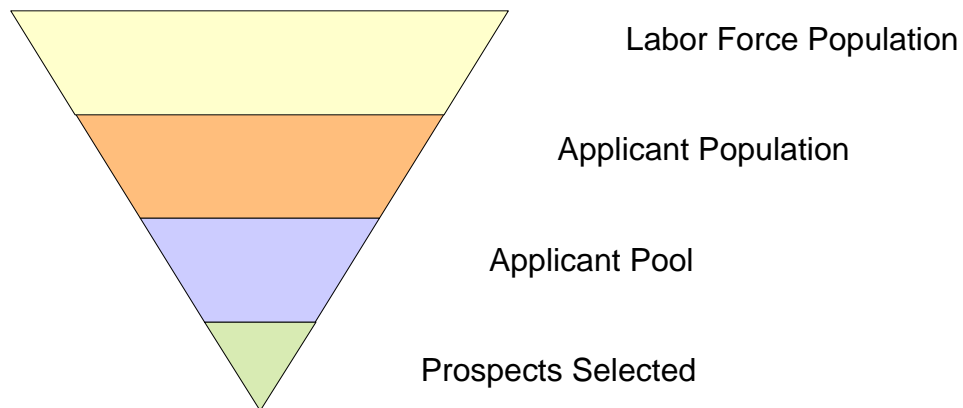 Labor Force Population
Applicant Population
Applicant Pool
Prospects Selected